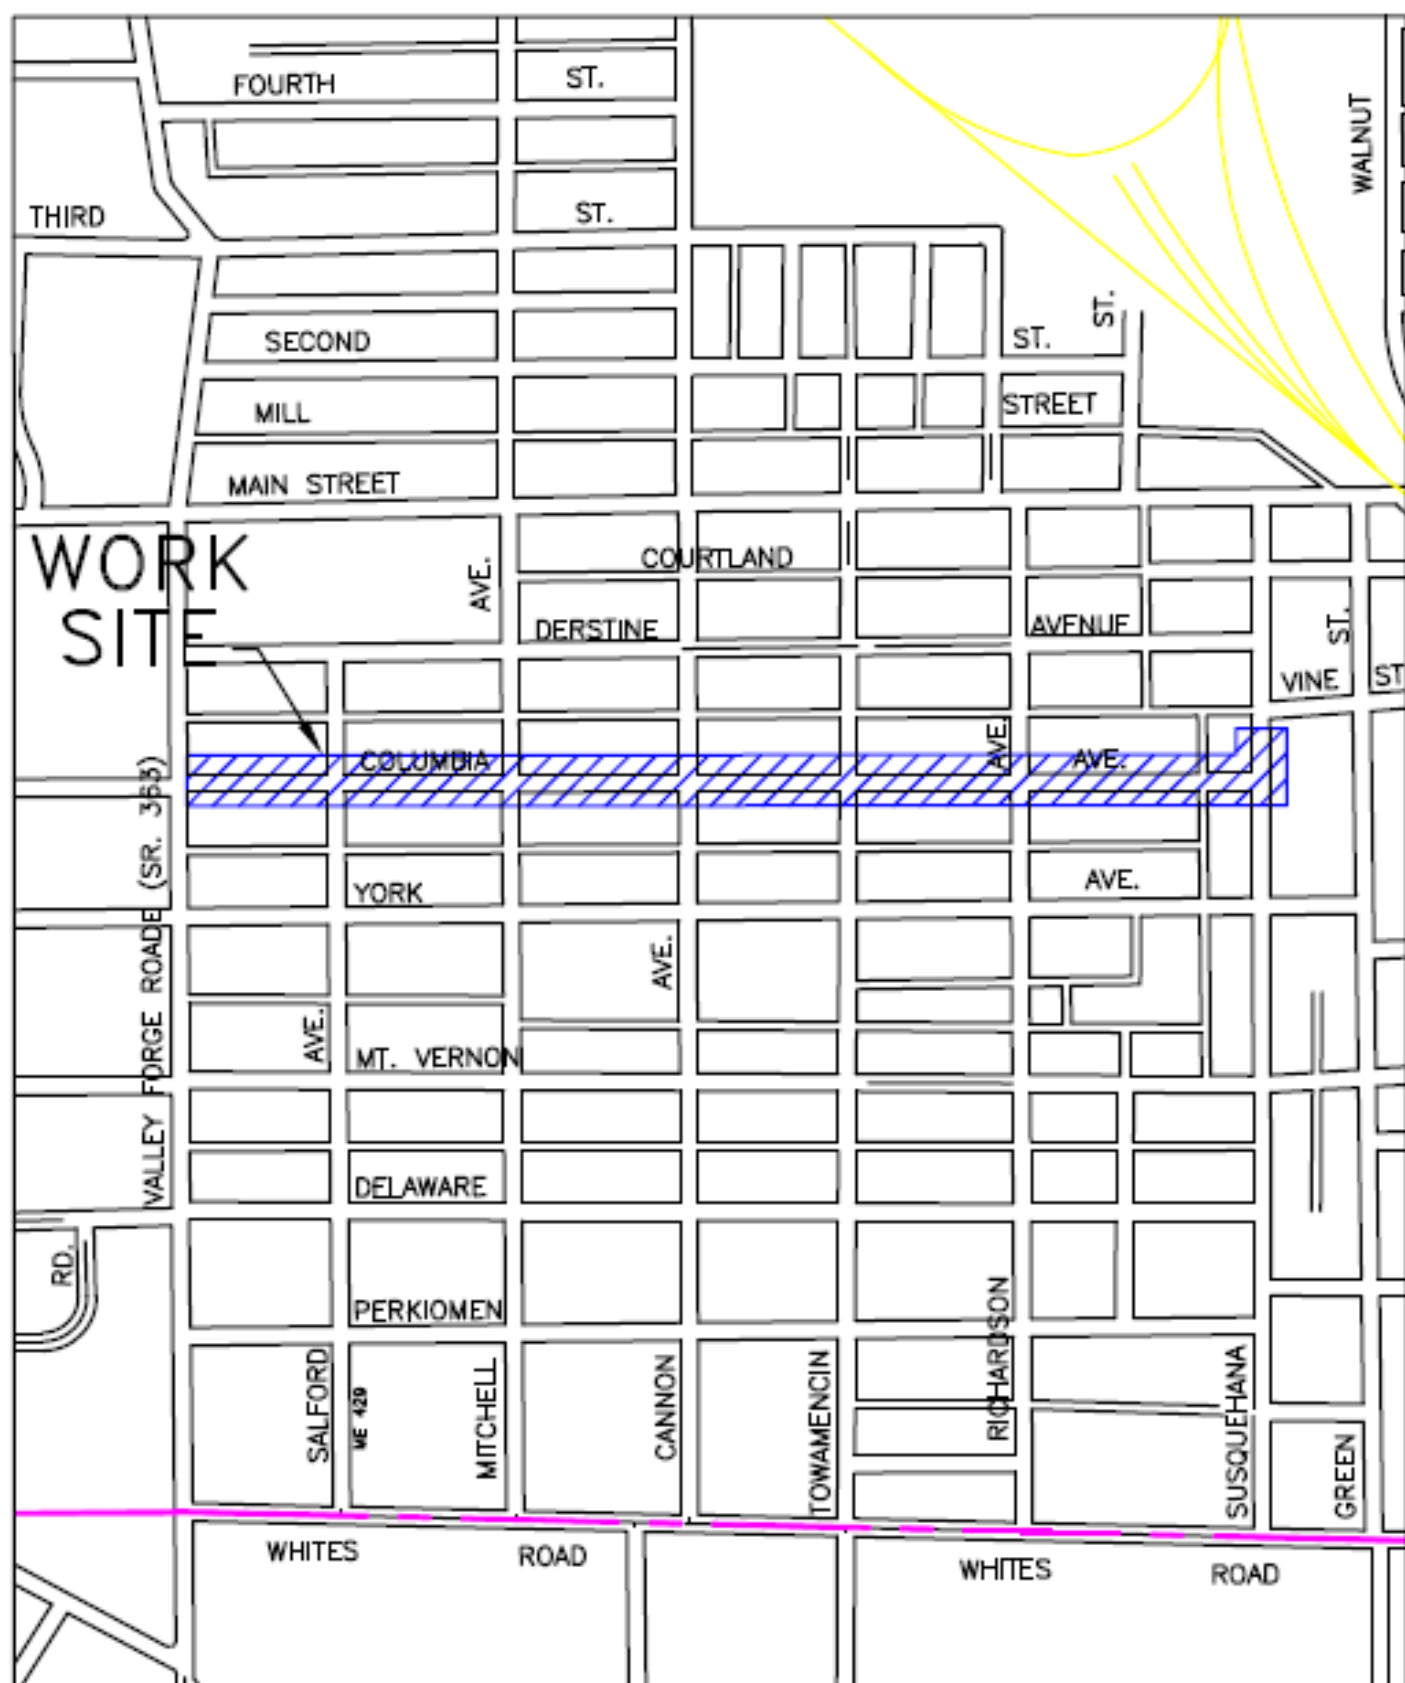 FOURTH ST.
WALNUT
THIRD ST.
ST.
SECOND ST.
MILL STREET
MAIN STREET
WORK
SITE
AVE.
COURTLAND
DERSTINE AVENUE
ST.
VINE ST
AVE.
COLUMBIA AVE.
VALLEY FORGE ROADE (SR. 363)
YORK AVE.
AVE.
AVE.
MT. VERNON
DELAWARE
RD.
PERKIOMEN
SALFORD
ME 429
MITCHELL
CANNON
TOWAMENCIN
RICHARDSON
SUSQUEHANA
GREEN
WHITES ROAD
WHITES ROAD